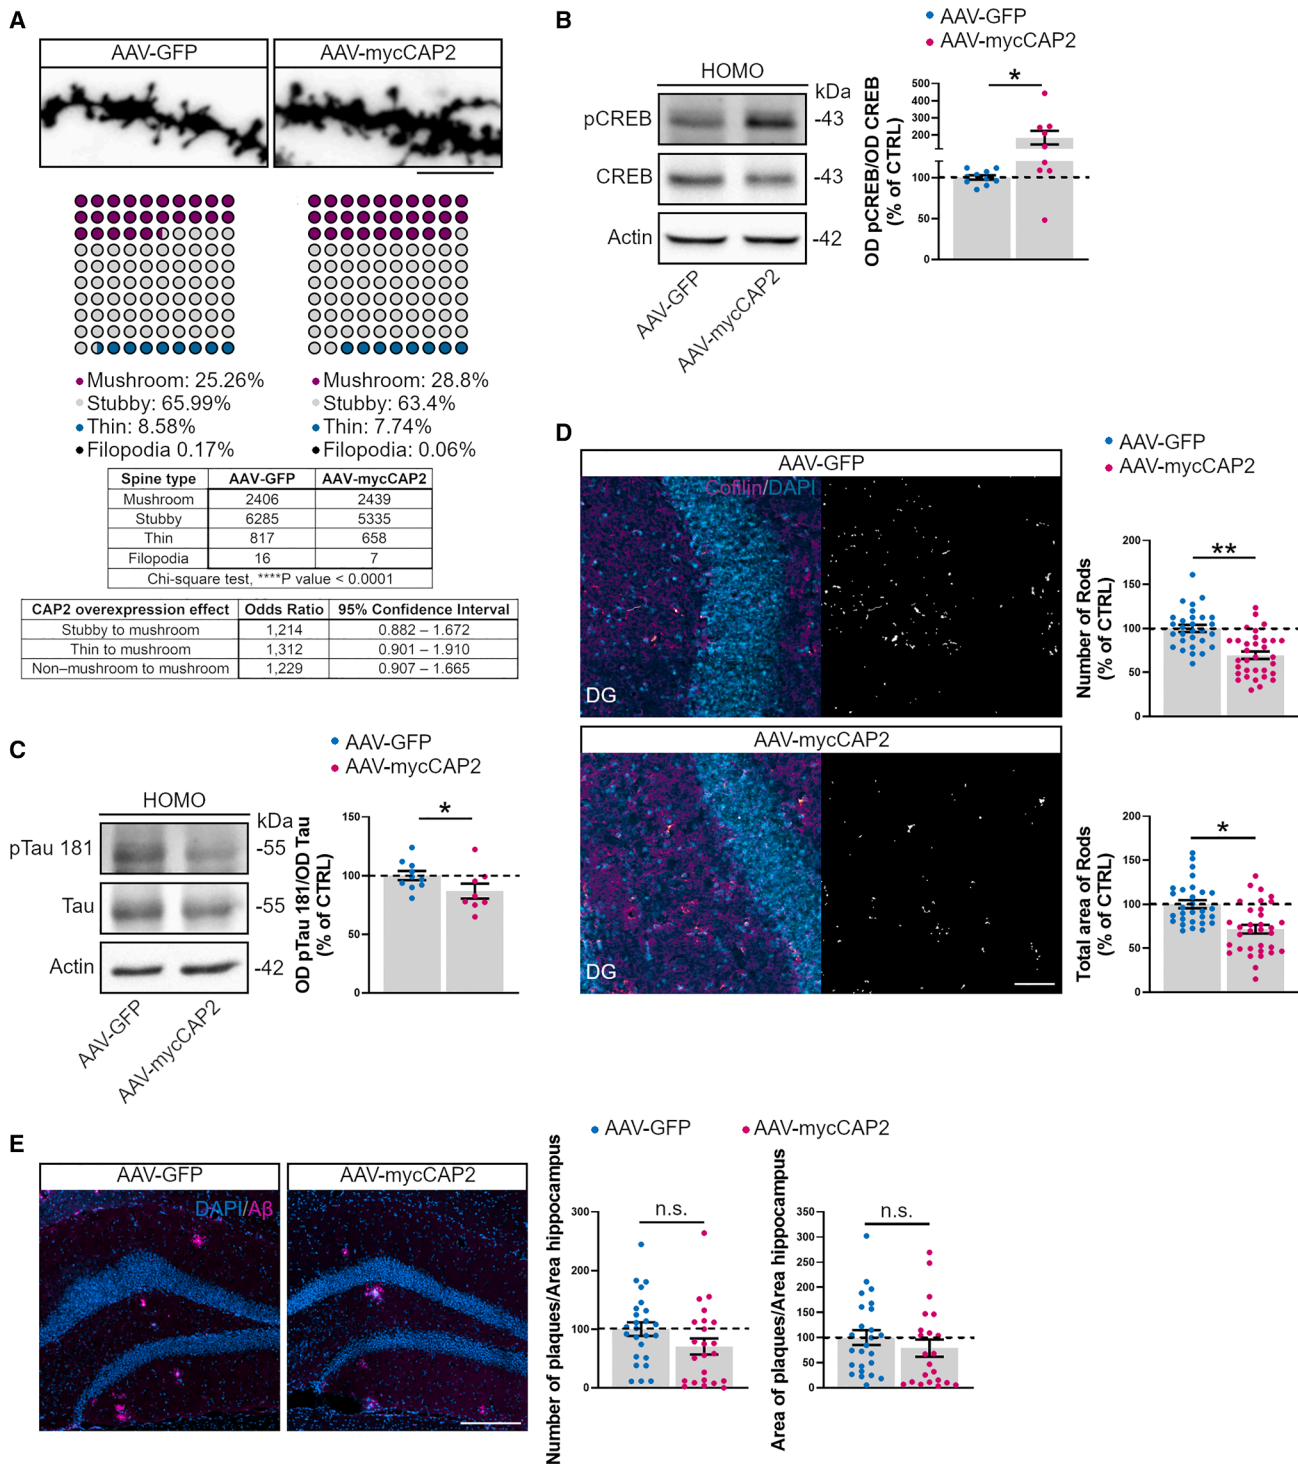 A
AAV-GFP
AAV-mycCAP2
Mushroom: 25.26%
Stubby: 65.99%
Thin: 8.58%
Filopodia 0.17%
Mushroom: 28.8%
Stubby: 63.4%
Thin: 7.74%
Filopodia: 0.06%
Spine type AAV-GFP AAV-mycCAP2
Mushroom 2406 2439
Stubby 6285 5335
Thin 817 658
Filopodia 16 7
Chi-square test, ****P value < 0.0001
CAP2 overexpression effect Odds Ratio 95% Confidence Interval
Stubby to mushroom 1,214 0.882 – 1.672
Thin to mushroom 1,312 0.901 – 1.910
Non–mushroom to mushroom 1,229 0.907 – 1.665
B
AAV-GFP
AAV-mycCAP2
HOMO
kDa
pCREB -43
CREB -43
Actin -42
AAV-GFP
AAV-mycCAP2
OD pCREB/OD CREB
(% of CTRL)
500
400
300
200
100
50
0
*
C
AAV-GFP
AAV-mycCAP2
HOMO
kDa
pTau 181 -55
Tau -55
Actin -42
AAV-GFP
AAV-mycCAP2
OD pTau 181/OD Tau
(% of CTRL)
150
100
50
0
*
D
AAV-GFP
Cofilin/DAPI
DG
AAV-mycCAP2
DG
AAV-GFP
AAV-mycCAP2
Number of Rods
(% of CTRL)
200
150
100
50
0
**
Total area of Rods
(% of CTRL)
200
150
100
50
0
*
E
AAV-GFP
AAV-mycCAP2
DAPI/Aβ
AAV-GFP
AAV-mycCAP2
Number of plaques/Area hippocampus
300
200
100
0
n.s.
Area of plaques/Area hippocampus
350
300
250
200
150
100
50
0
n.s.